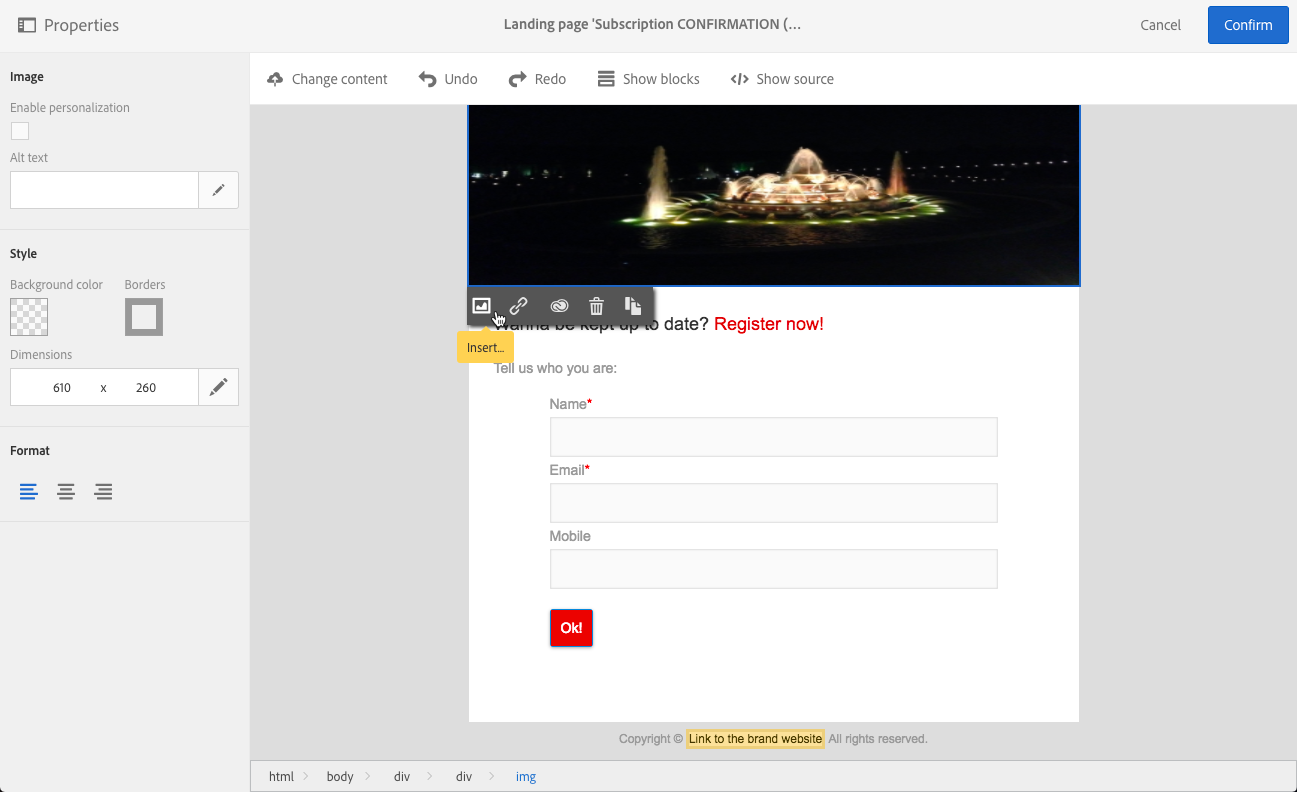 Properties
Landing page 'Subscription CONFIRMATION (...
Cancel
Confirm
Image
Enable personalization
Alt text
Style
Background color
Borders
Dimensions
610 x 260
Format
Change content
Undo
Redo
Show blocks
Show source
Insert...
Wanna be kept up to date? Register now!
Tell us who you are:
Name*
Email*
Mobile
Ok!
Copyright © Link to the brand website All rights reserved.
html
body
div
div
img